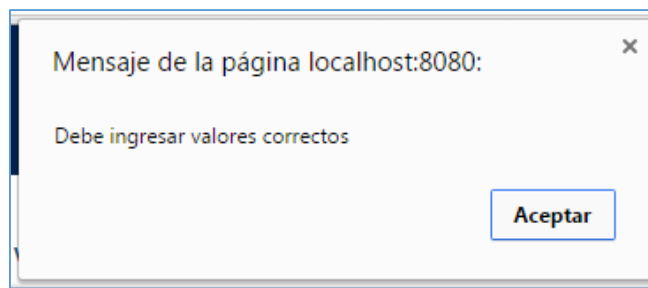 Mensaje de la página localhost:8080:
Debe ingresar valores correctos
Aceptar